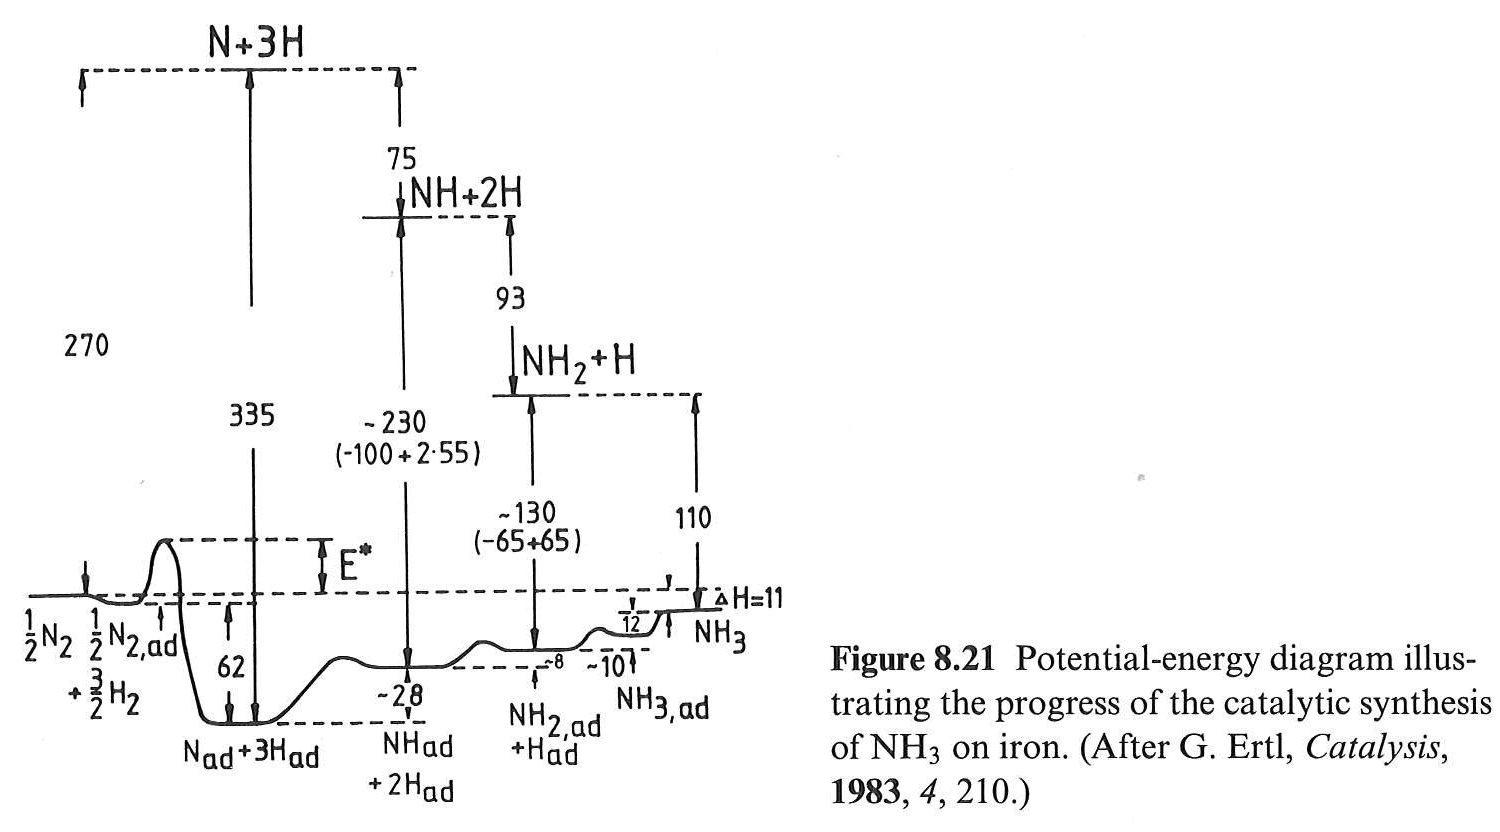 N+3H
75
NH+2H
93
270
NH₂+H
335
~230
(-100+2·55)
~130
(-65+65)
110
E*
ΔH=11
½N₂
½N₂,ad
+ 3/2 H₂
62
12
NH₃
~28
~8
~10
NH₃,ad
Nad+3Had
NHad
+2Had
NH₂,ad
+Had
Figure 8.21 Potential-energy diagram illus-
trating the progress of the catalytic synthesis
of NH₃ on iron. (After G. Ertl, Catalysis,
1983, 4, 210.)